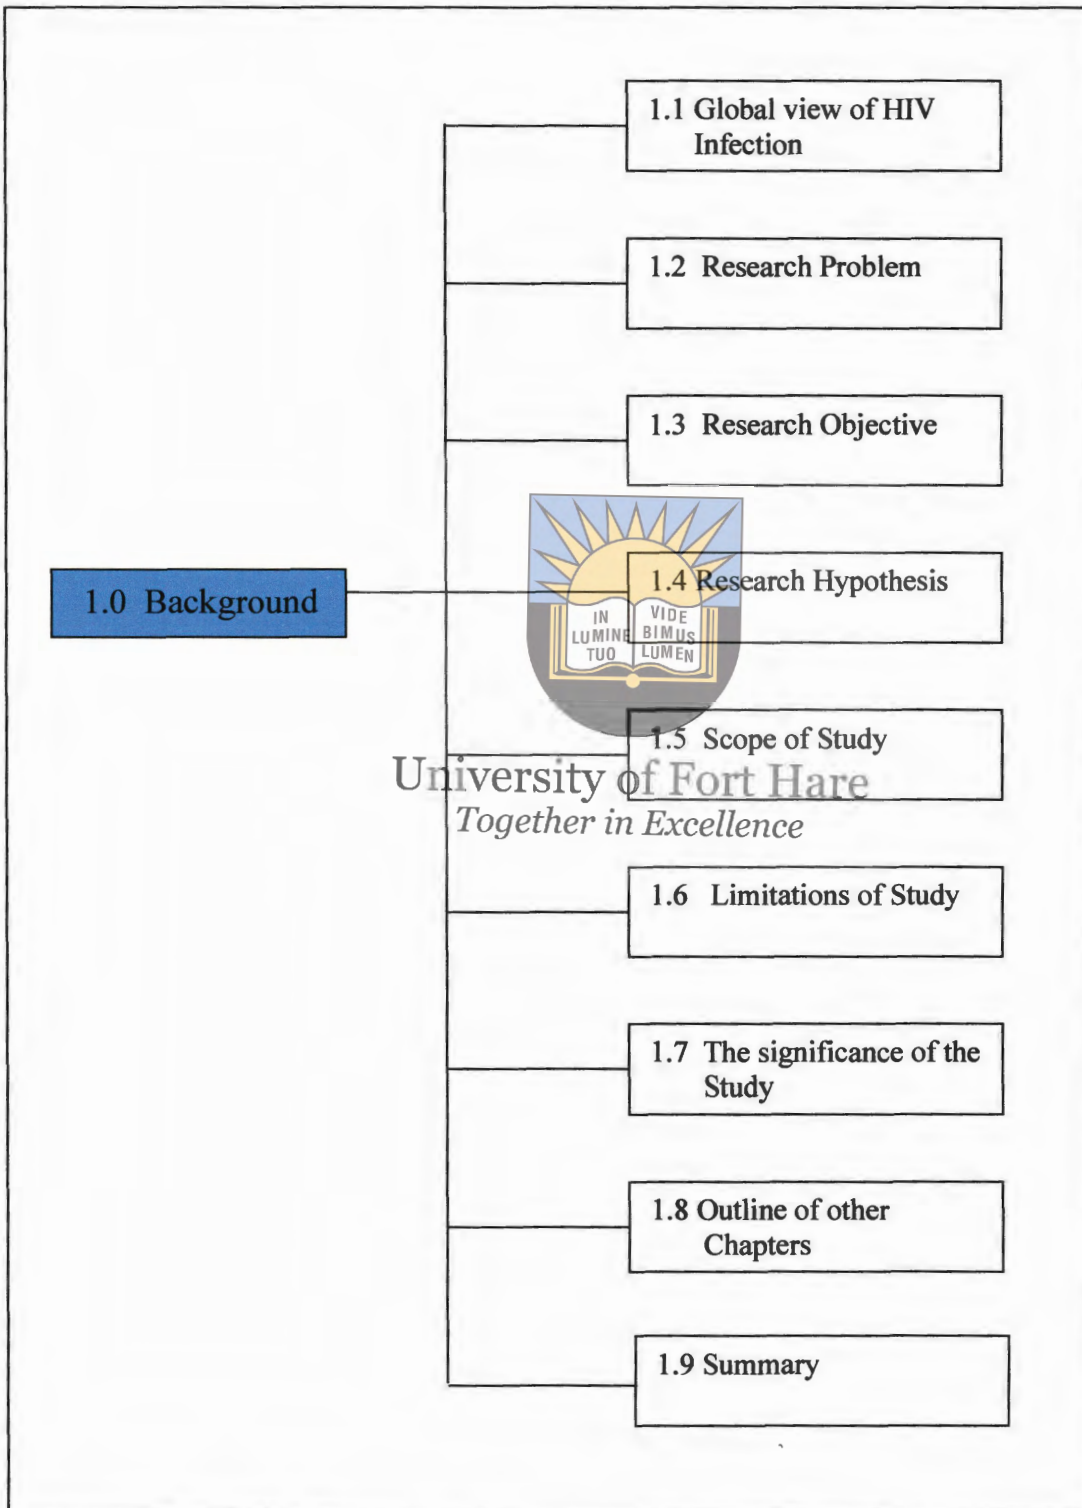 1.1 Global view of HIV
Infection
1.2 Research Problem
1.3 Research Objective
1.0 Background
1.4 Research Hypothesis
IN
LUMINE
TUO
VIDE
BIMUS
LUMEN
1.5 Scope of Study
University of Fort Hare
Together in Excellence
1.6 Limitations of Study
1.7 The significance of the
Study
1.8 Outline of other
Chapters
1.9 Summary